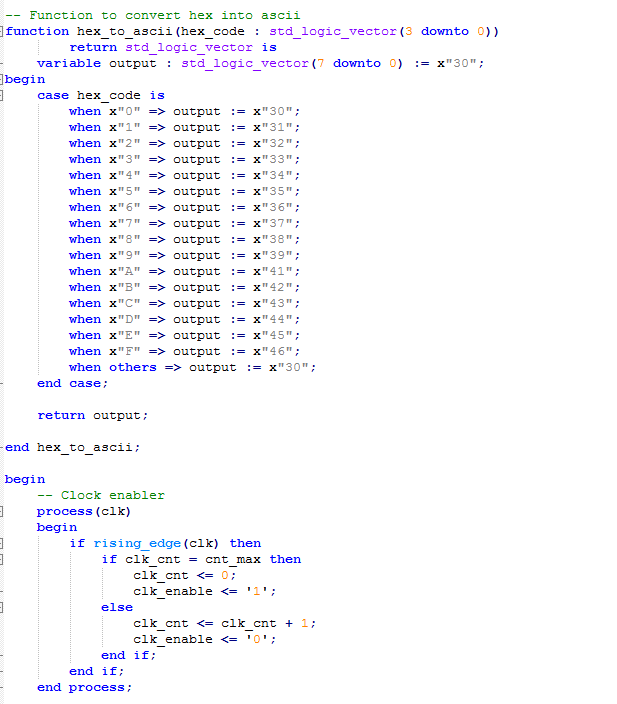 -- Function to convert hex into ascii
function hex_to_ascii(hex_code : std_logic_vector(3 downto 0))
        return std_logic_vector is
    variable output : std_logic_vector(7 downto 0) := x"30";
begin
    case hex_code is
        when x"0" => output := x"30";
        when x"1" => output := x"31";
        when x"2" => output := x"32";
        when x"3" => output := x"33";
        when x"4" => output := x"34";
        when x"5" => output := x"35";
        when x"6" => output := x"36";
        when x"7" => output := x"37";
        when x"8" => output := x"38";
        when x"9" => output := x"39";
        when x"A" => output := x"41";
        when x"B" => output := x"42";
        when x"C" => output := x"43";
        when x"D" => output := x"44";
        when x"E" => output := x"45";
        when x"F" => output := x"46";
        when others => output := x"30";
    end case;
    return output;
end hex_to_ascii;
begin
    -- Clock enabler
    process(clk)
    begin
        if rising_edge(clk) then
            if clk_cnt = cnt_max then
                clk_cnt <= 0;
                clk_enable <= '1';
            else
                clk_cnt <= clk_cnt + 1;
                clk_enable <= '0';
            end if;
        end if;
    end process;